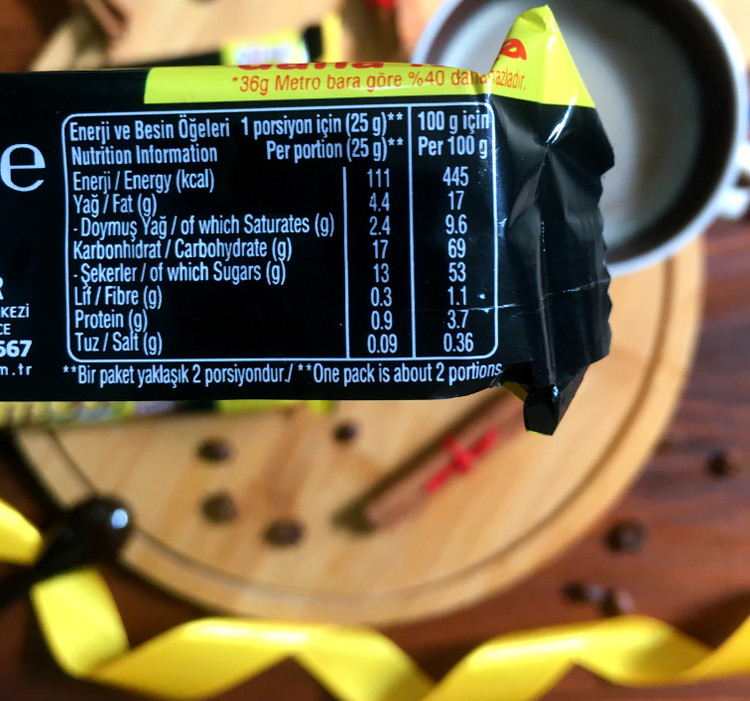 *36g Metro bara göre %40 daha fazladır.
e
Enerji ve Besin Öğeleri 1 porsiyon için (25 g)** 100 g için
Nutrition Information Per portion (25 g)** Per 100 g
Enerji / Energy (kcal) 111 445
Yağ / Fat (g) 4.4 17
- Doymuş Yağ / of which Saturates (g) 2.4 9.6
Karbonhidrat / Carbohydrate (g) 17 69
- Şekerler / of which Sugars (g) 13 53
Lif / Fibre (g) 0.3 1.1
Protein (g) 0.9 3.7
Tuz / Salt (g) 0.09 0.36
R
KEZİ
CE
567
m.tr
**Bir paket yaklaşık 2 porsiyondur./ **One pack is about 2 portions